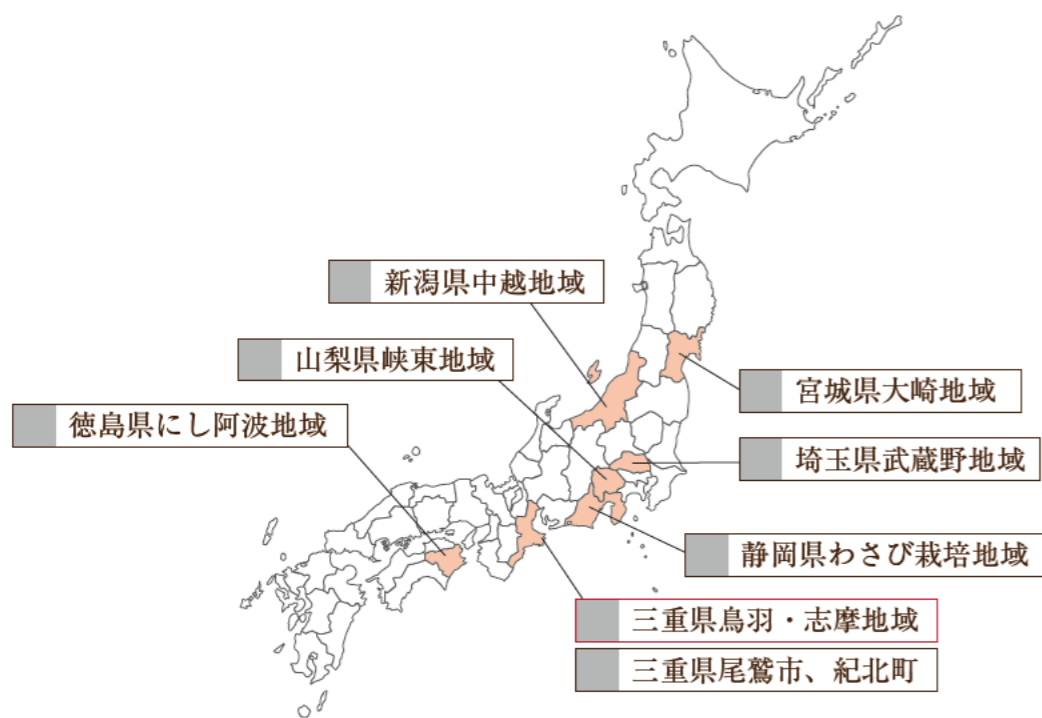 新潟県中越地域
山梨県峡東地域
宮城県大崎地域
徳島県にし阿波地域
埼玉県武蔵野地域
静岡県わさび栽培地域
三重県鳥羽・志摩地域
三重県尾鷲市、紀北町